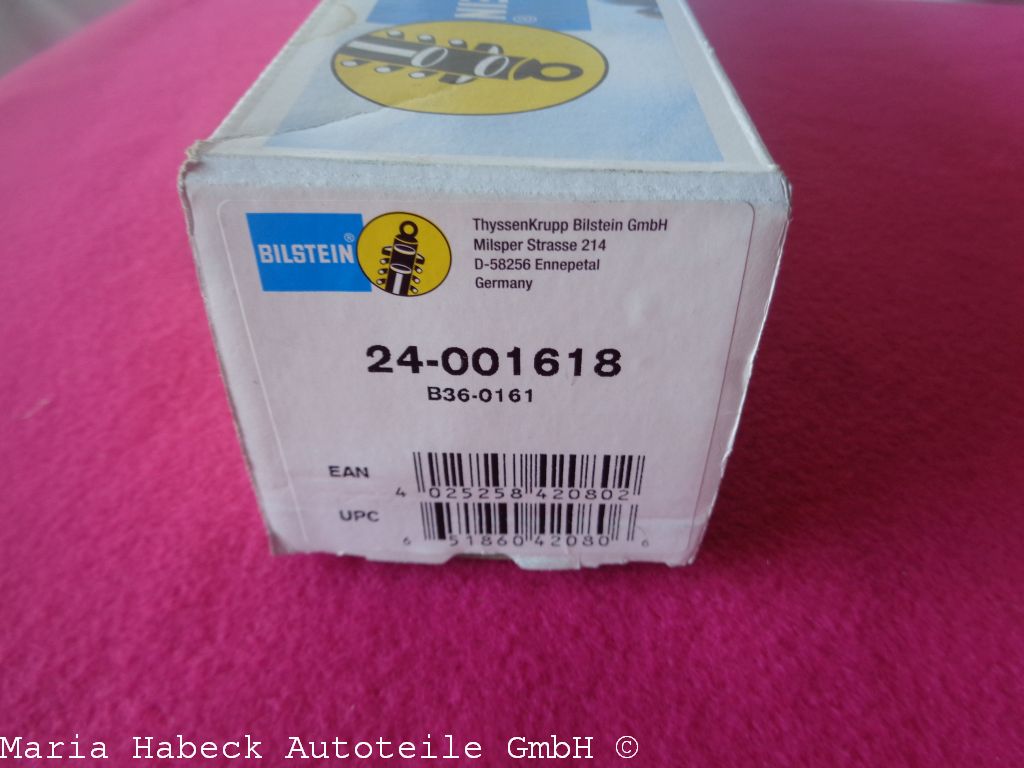 BILSTEIN®
ThyssenKrupp Bilstein GmbH
Milsper Strasse 214
D-58256 Ennepetal
Germany
24-001618
B36-0161
EAN
4 025258 420802
UPC
6 51860 42080 6
Maria Habeck Autoteile GmbH ©